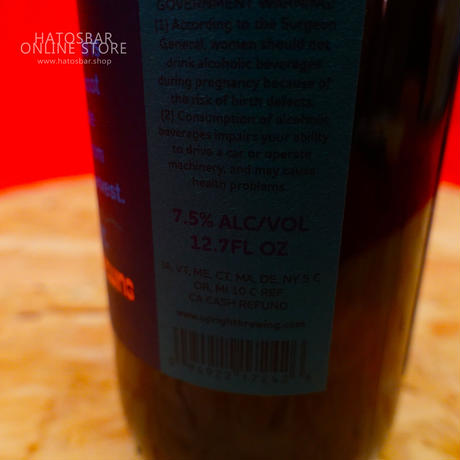 HATOSBAR
ONLINE STORE
www.hatosbar.shop
GOVERNMENT WARNING:
(1) According to the Surgeon
General, women should not
drink alcoholic beverages
during pregnancy because of
the risk of birth defects.
(2) Consumption of alcoholic
beverages impairs your ability
to drive a car or operate
machinery, and may cause
health problems.
7.5% ALC/VOL
12.7FL OZ
IA, VT, ME, CT, MA, DE, NY 5 ¢
OR, MI 10 ¢ REF
CA CASH REFUND
www.uprightbrewing.com